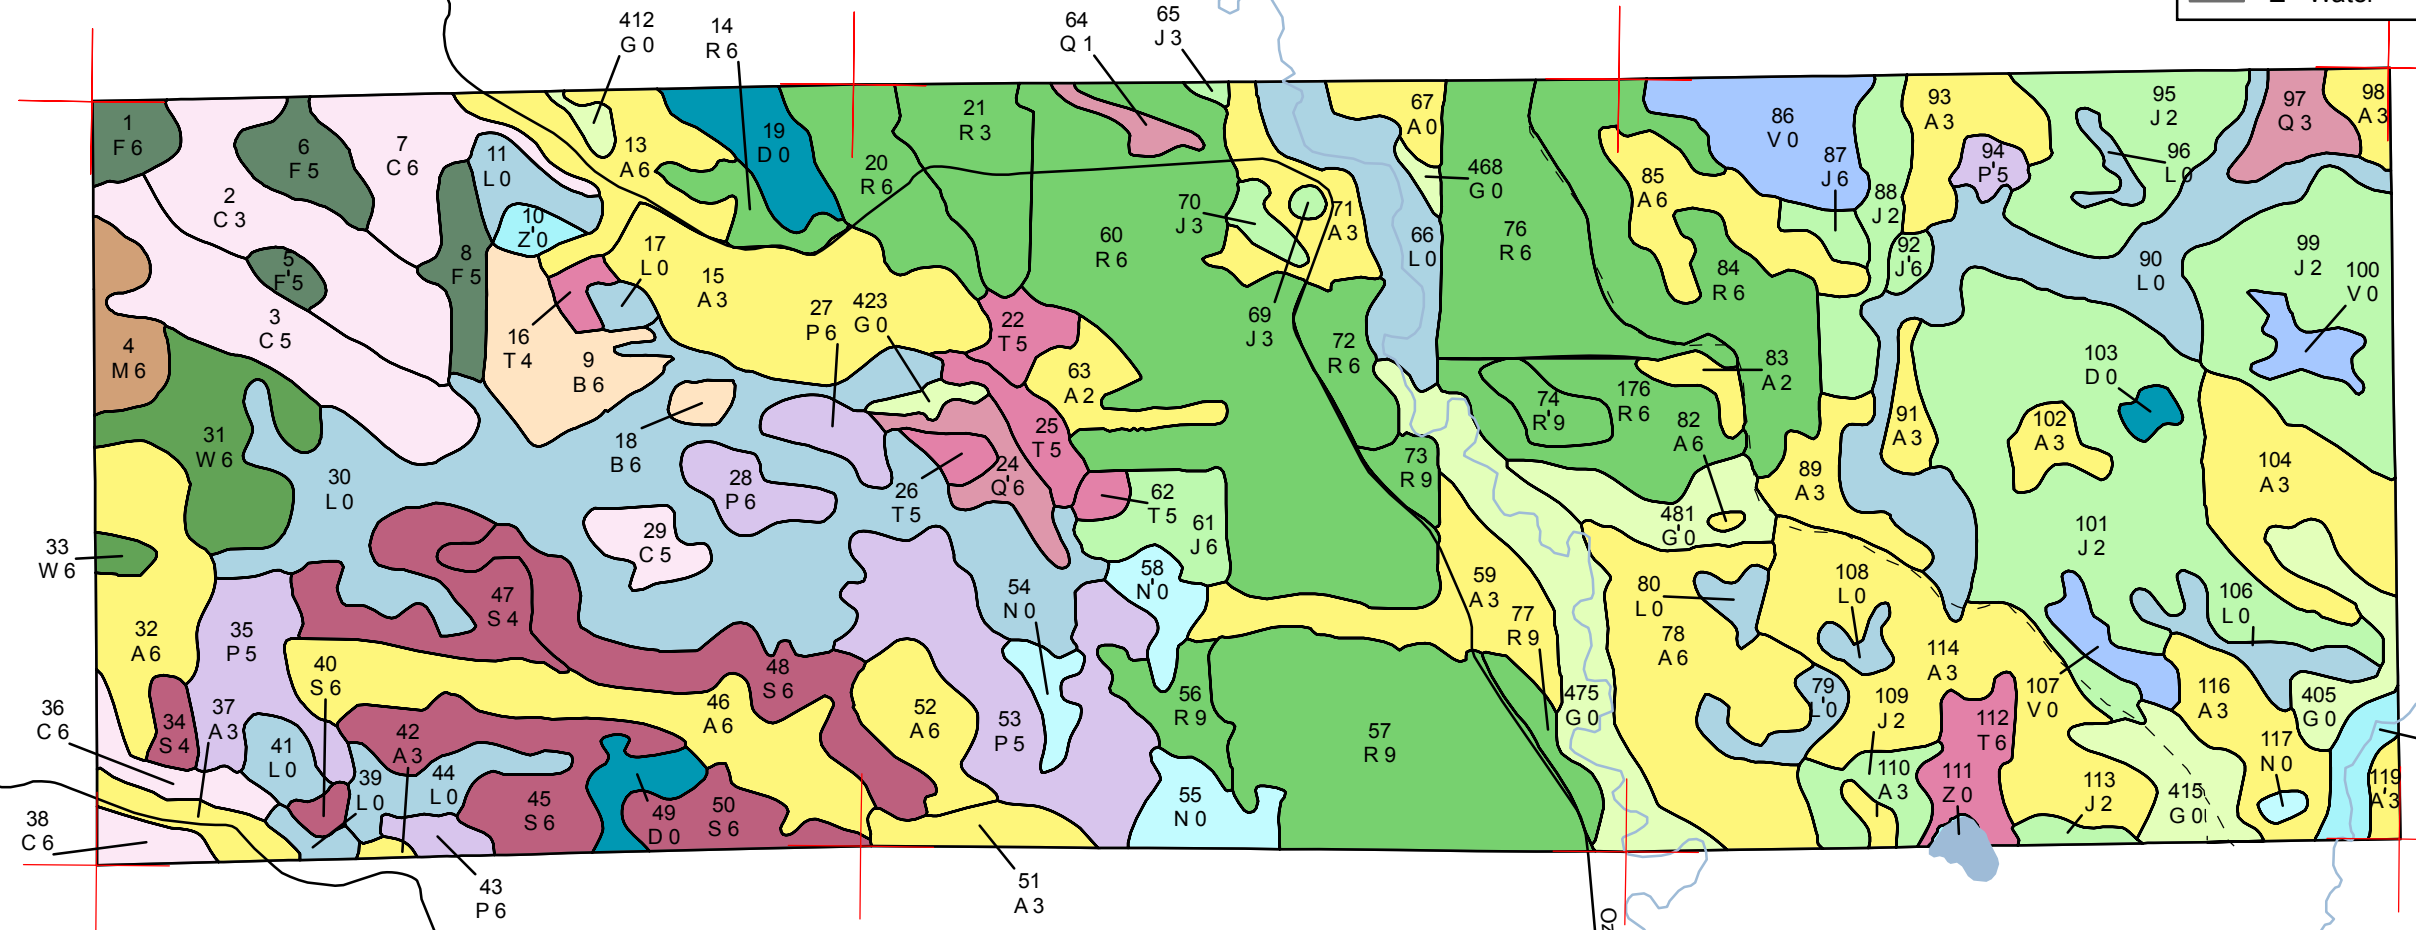 Z Water
412
G 0
14
R 6
64
Q 1
65
J 3
1
F 6
6
F 5
7
C 6
11
L 0
13
A 6
19
D 0
20
R 6
21
R 3
67
A 0
468
G 0
86
V 0
87
J 6
88
J 2
93
A 3
94
P 5
95
J 2
96
L 0
97
Q 3
98
A 3
2
C 3
10
Z 0
8
F 5
5
F 5
3
C 5
4
M 6
17
L 0
15
A 3
16
T 4
9
B 6
27
P 6
423
G 0
22
T 5
60
R 6
70
J 3
71
A 3
69
J 3
66
L 0
76
R 6
85
A 6
84
R 6
92
J 6
90
L 0
99
J 2
100
V 0
72
R 6
63
A 2
74
R 9
176
R 6
83
A 2
82
A 6
91
A 3
102
A 3
103
D 0
104
A 3
31
W 6
30
L 0
18
B 6
28
P 6
29
C 5
26
T 5
24
Q 6
25
T 5
62
T 5
61
J 6
73
R 9
89
A 3
481
G 0
101
J 2
33
W 6
32
A 6
35
P 5
47
S 4
54
N 0
58
N 0
59
A 3
77
R 9
80
L 0
78
A 6
108
L 0
114
A 3
106
L 0
107
V 0
116
A 3
405
G 0
36
C 6
34
S 4
37
A 3
40
S 6
41
L 0
42
A 3
39
L 0
44
L 0
45
S 6
46
A 6
48
S 6
49
D 0
50
S 6
52
A 6
53
P 5
56
R 9
55
N 0
57
R 9
475
G 0
79
L 0
109
J 2
110
A 3
112
T 6
111
Z 0
113
J 2
415
G 0
117
N 0
119
A 3
38
C 6
43
P 6
51
A 3
Oz